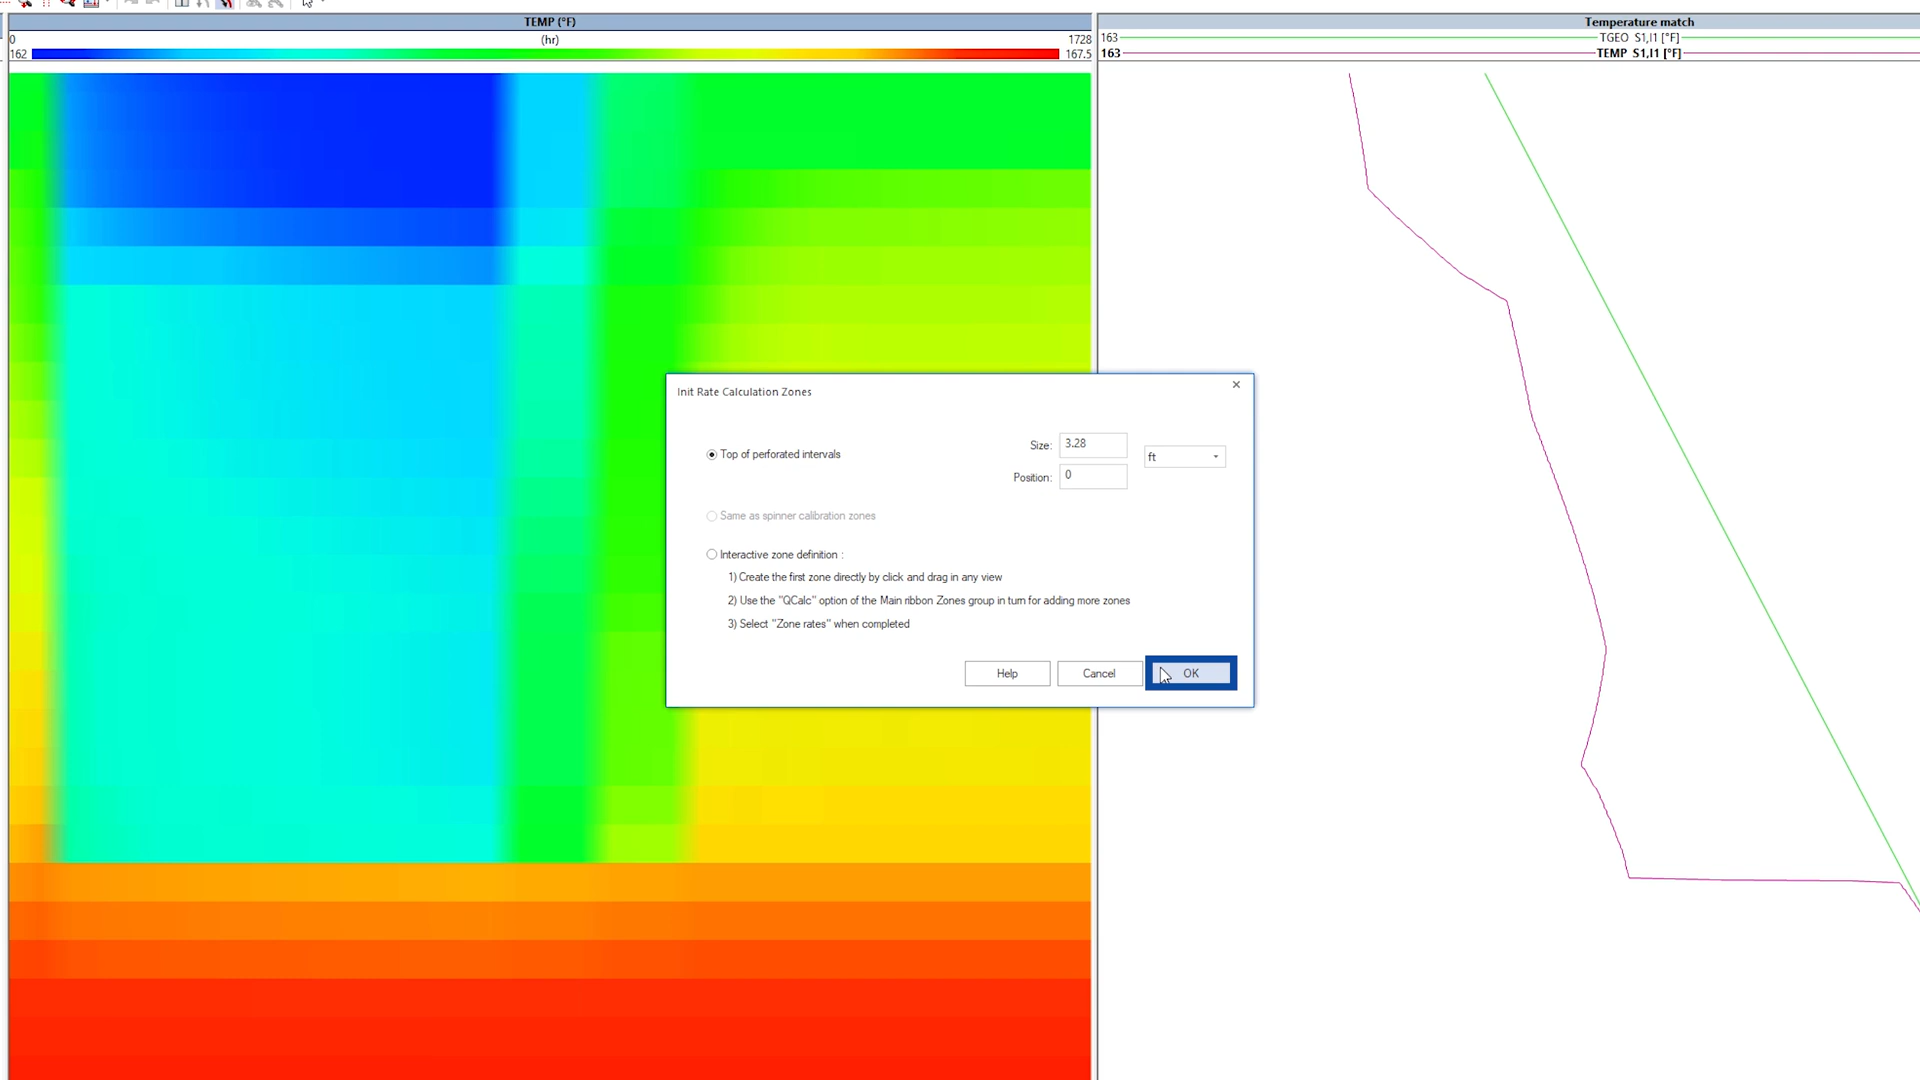 TEMP (°F)
0 (hr) 1728
162 167.5
Temperature match
163 TGEO S1,I1 [°F]
163 TEMP S1,I1 [°F]
Init Rate Calculation Zones
Top of perforated intervals
Size: 3.28
ft
Position: 0
Same as spinner calibration zones
Interactive zone definition :
1) Create the first zone directly by click and drag in any view
2) Use the "QCalc" option of the Main ribbon Zones group in turn for adding more zones
3) Select "Zone rates" when completed
Help Cancel OK